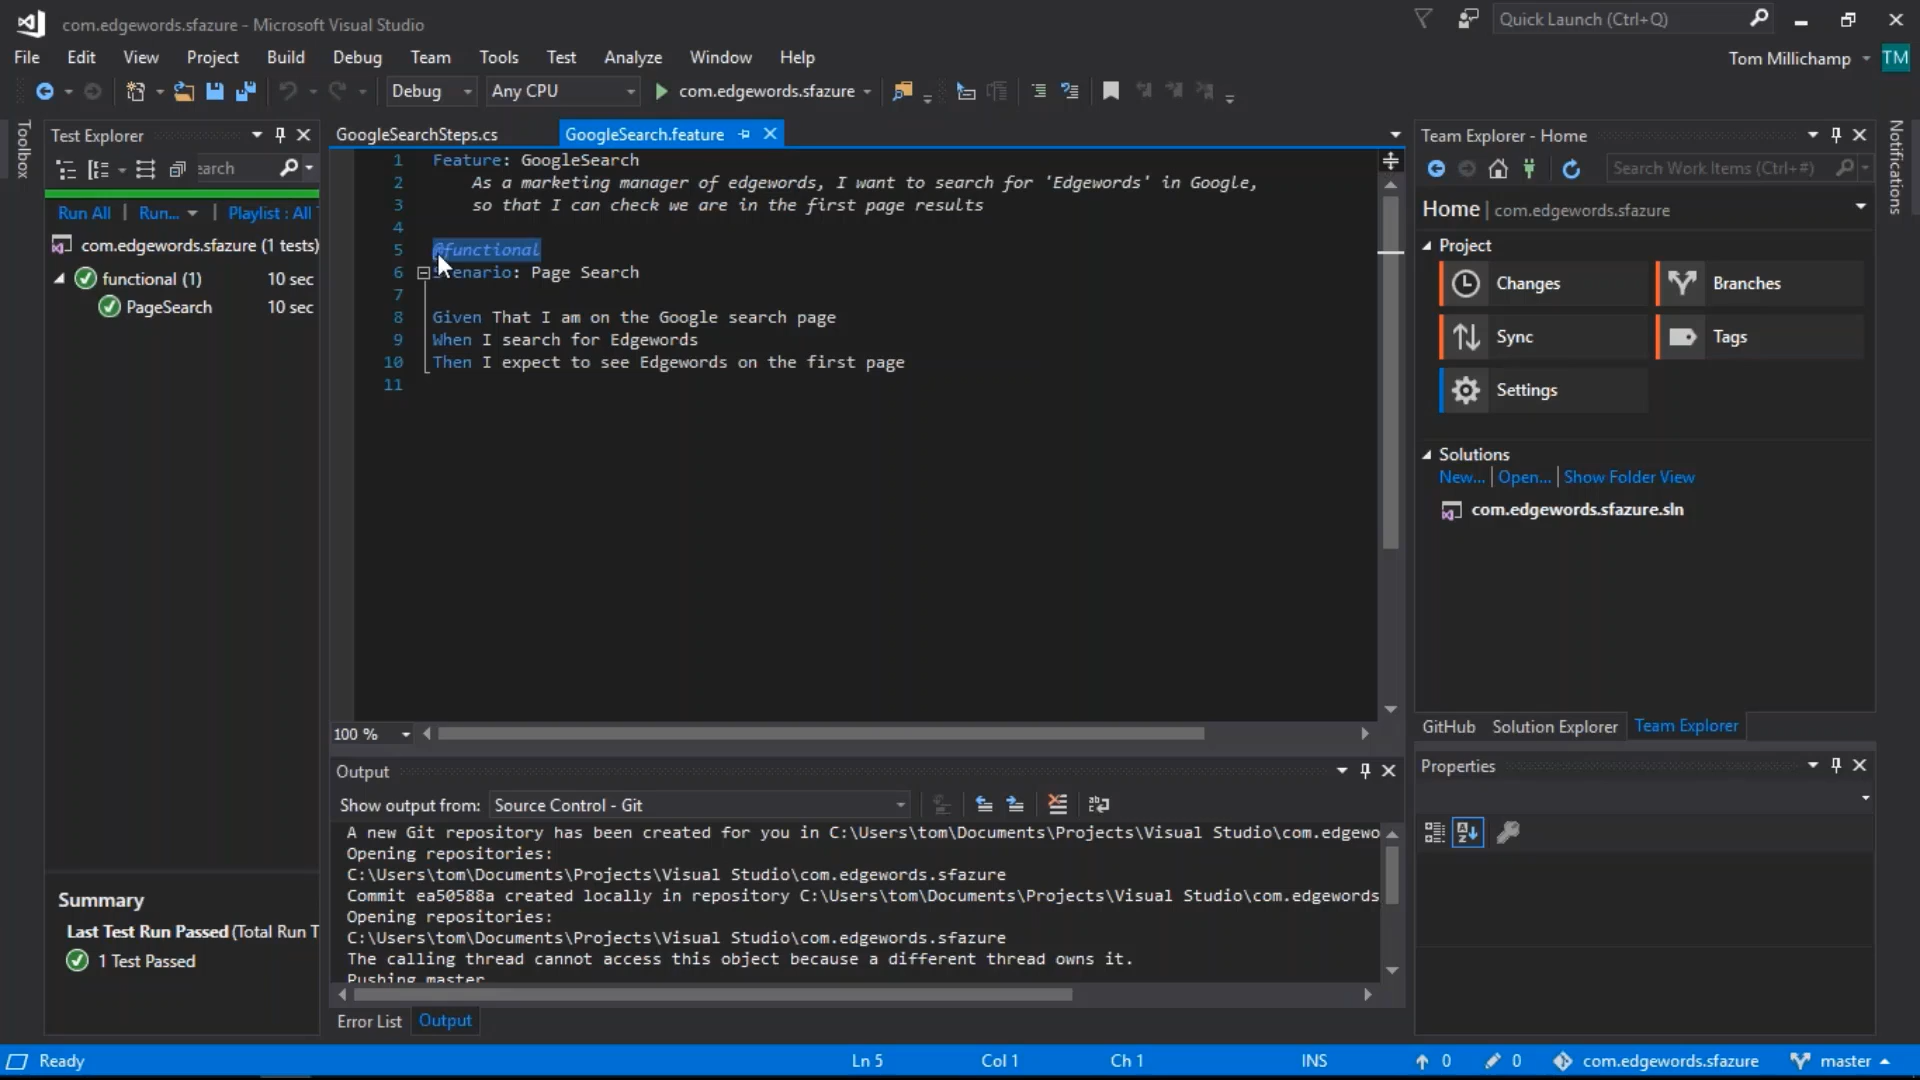 com.edgewords.sfazure - Microsoft Visual Studio
Quick Launch (Ctrl+Q)
File Edit View Project Build Debug Team Tools Test Analyze Window Help
Tom Millichamp TM
Debug Any CPU com.edgewords.sfazure
Toolbox
Test Explorer
earch
Run All | Run... | Playlist : All
com.edgewords.sfazure (1 tests)
functional (1) 10 sec
PageSearch 10 sec
Summary
Last Test Run Passed (Total Run T
1 Test Passed
GoogleSearchSteps.cs GoogleSearch.feature
1 Feature: GoogleSearch
2 As a marketing manager of edgewords, I want to search for 'Edgewords' in Google,
3 so that I can check we are in the first page results
4
5 @functional
6 Scenario: Page Search
7
8 Given That I am on the Google search page
9 When I search for Edgewords
10 Then I expect to see Edgewords on the first page
11
100 %
Output
Show output from: Source Control - Git
A new Git repository has been created for you in C:\Users\tom\Documents\Projects\Visual Studio\com.edgewo
Opening repositories:
C:\Users\tom\Documents\Projects\Visual Studio\com.edgewords.sfazure
Commit ea50588a created locally in repository C:\Users\tom\Documents\Projects\Visual Studio\com.edgewords
Opening repositories:
C:\Users\tom\Documents\Projects\Visual Studio\com.edgewords.sfazure
The calling thread cannot access this object because a different thread owns it.
Pushing master
Error List Output
Team Explorer - Home
Search Work Items (Ctrl+#)
Home | com.edgewords.sfazure
Project
Changes Branches
Sync Tags
Settings
Solutions
New... | Open... | Show Folder View
com.edgewords.sfazure.sln
GitHub Solution Explorer Team Explorer
Properties
Notifications
Ready Ln 5 Col 1 Ch 1 INS 0 0 com.edgewords.sfazure master